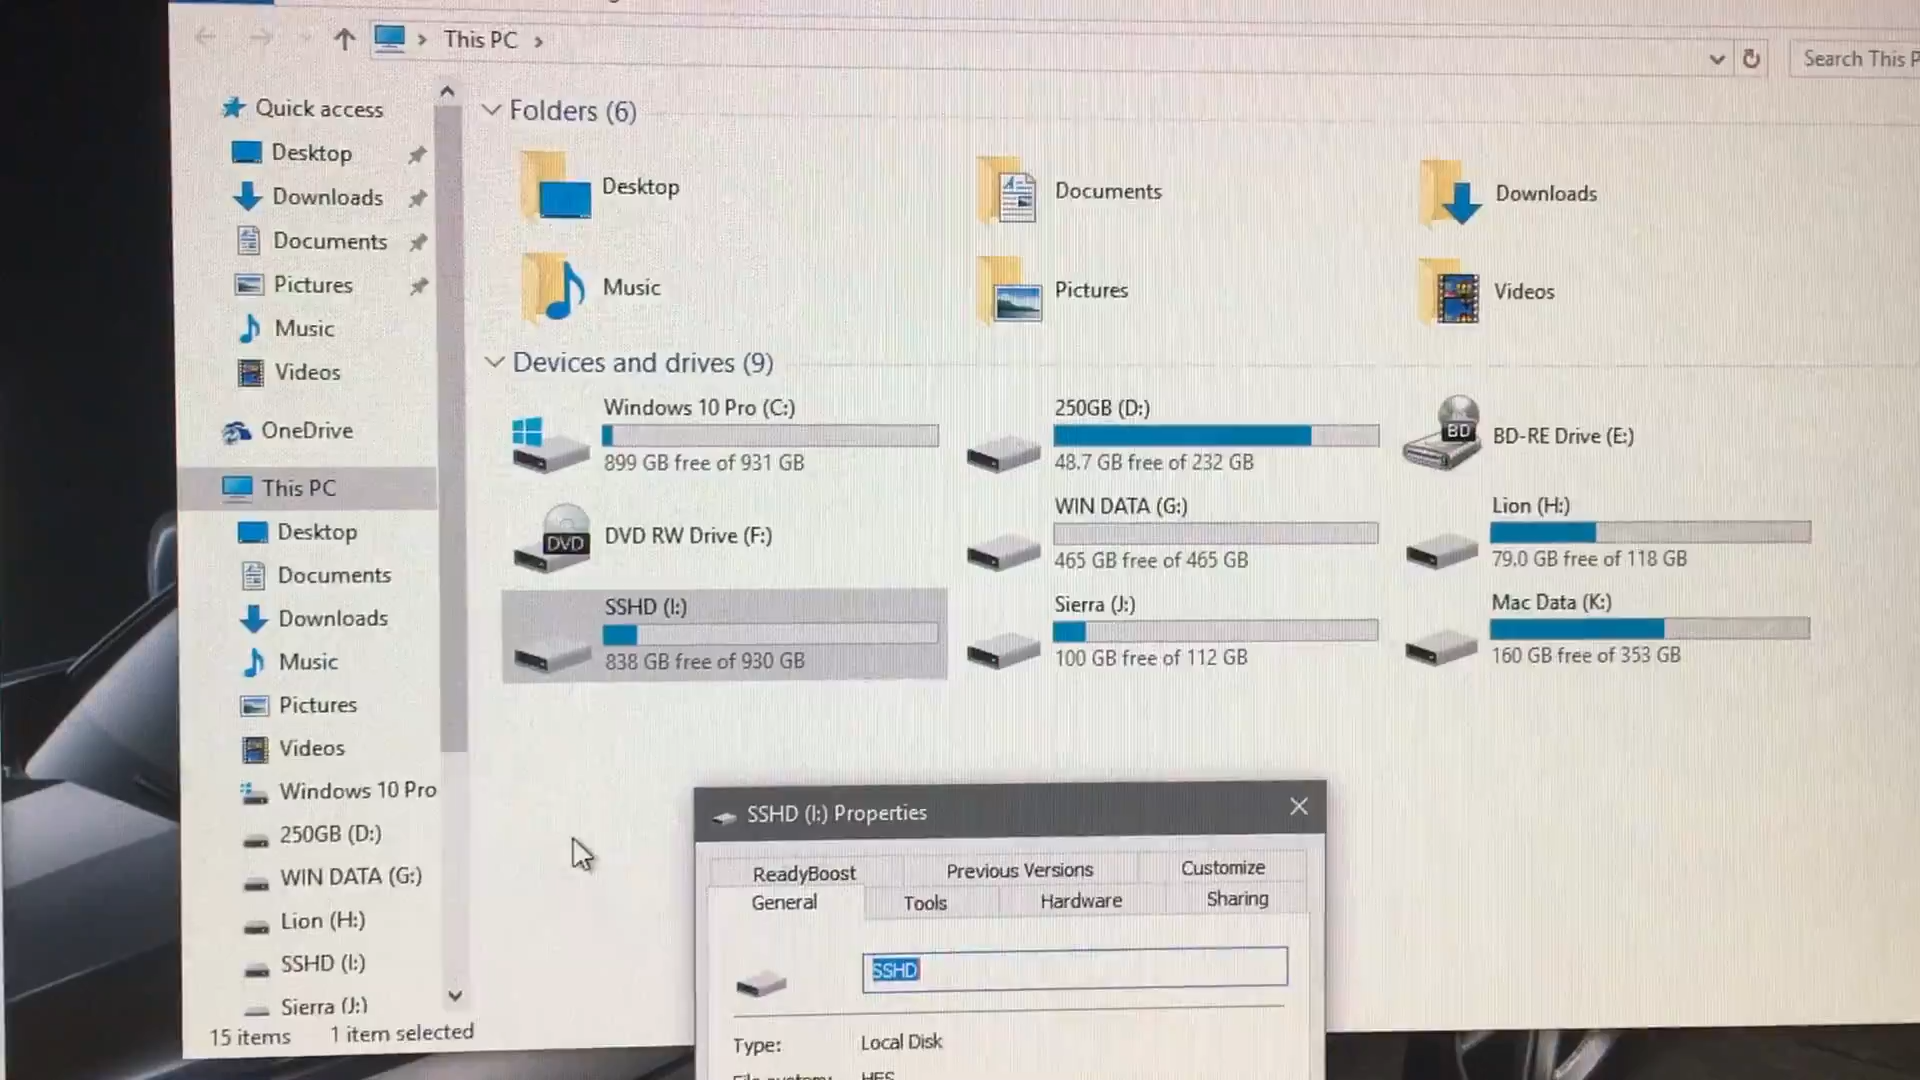 This PC
Search This P
Quick access
Desktop
Downloads
Documents
Pictures
Music
Videos
OneDrive
This PC
Desktop
Documents
Downloads
Music
Pictures
Videos
Windows 10 Pro
250GB (D:)
WIN DATA (G:)
Lion (H:)
SSHD (I:)
Sierra (J:)
15 items 1 item selected
Folders (6)
Desktop
Documents
Downloads
Music
Pictures
Videos
Devices and drives (9)
Windows 10 Pro (C:)
899 GB free of 931 GB
250GB (D:)
48.7 GB free of 232 GB
BD
BD-RE Drive (E:)
DVD
DVD RW Drive (F:)
WIN DATA (G:)
465 GB free of 465 GB
Lion (H:)
79.0 GB free of 118 GB
SSHD (I:)
838 GB free of 930 GB
Sierra (J:)
100 GB free of 112 GB
Mac Data (K:)
160 GB free of 353 GB
SSHD (I:) Properties
ReadyBoost Previous Versions Customize
General Tools Hardware Sharing
SSHD
Type: Local Disk
File system: HFS